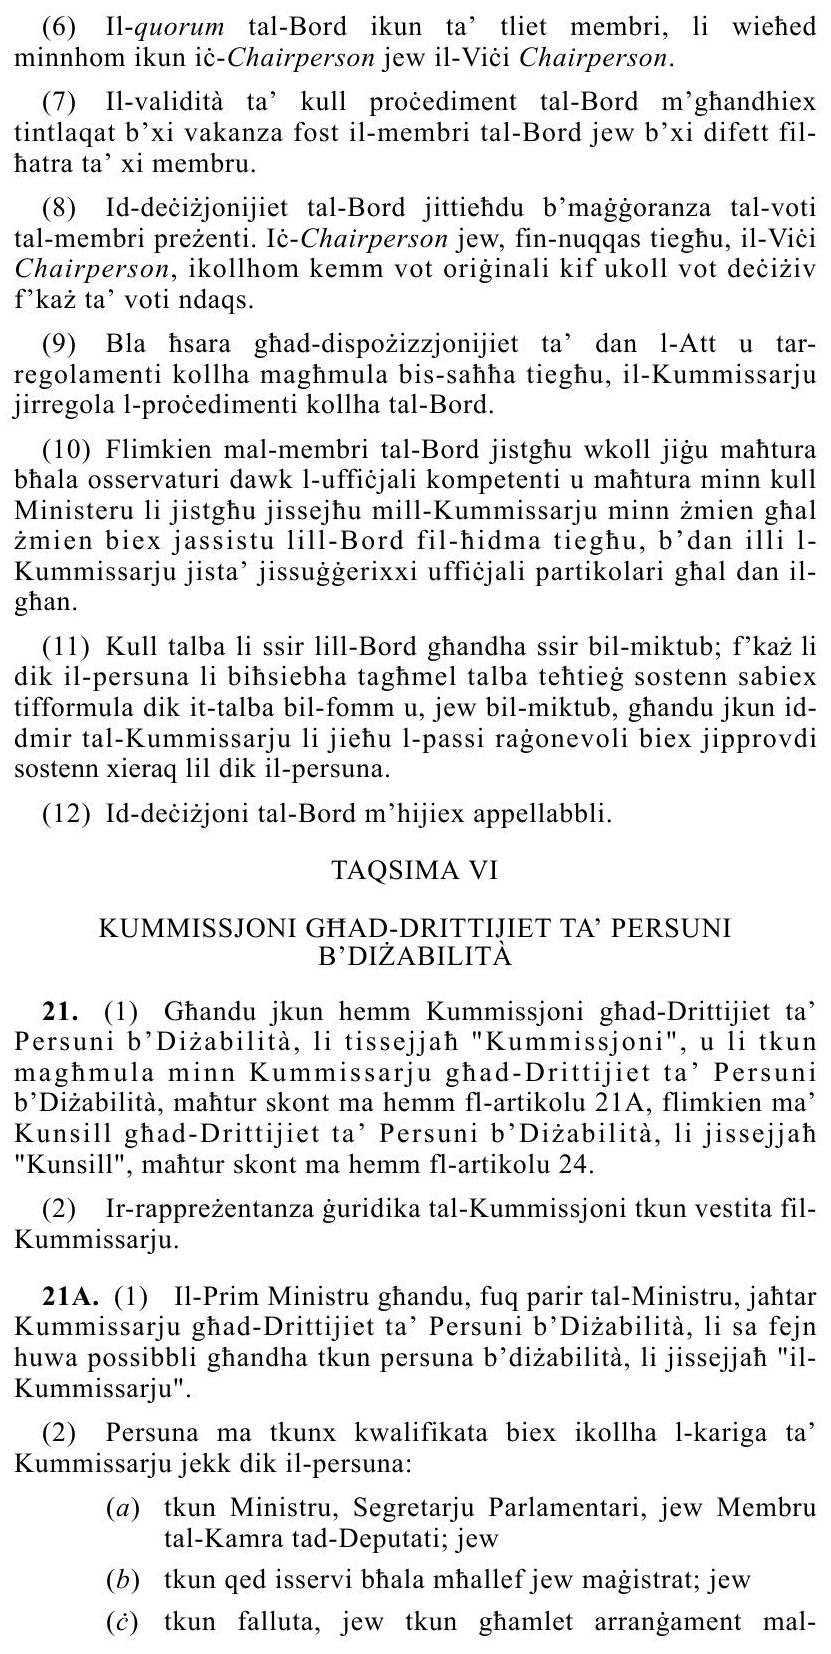 (6) Il-quorum tal-Bord ikun ta’ tliet membri, li wieħed
minnhom ikun iċ-Chairperson jew il-Viċi Chairperson.
(7) Il-validità ta’ kull proċediment tal-Bord m’għandhiex
tintlaqat b’xi vakanza fost il-membri tal-Bord jew b’xi difett fil-
ħatra ta’ xi membru.
(8) Id-deċiżjonijiet tal-Bord jittieħdu b’maġġoranza tal-voti
tal-membri preżenti. Iċ-Chairperson jew, fin-nuqqas tiegħu, il-Viċi
Chairperson, ikollhom kemm vot oriġinali kif ukoll vot deċiżiv
f’każ ta’ voti ndaqs.
(9) Bla ħsara għad-dispożizzjonijiet ta’ dan l-Att u tar-
regolamenti kollha magħmula bis-saħħa tiegħu, il-Kummissarju
jirregola l-proċedimenti kollha tal-Bord.
(10) Flimkien mal-membri tal-Bord jistgħu wkoll jiġu maħtura
bħala osservaturi dawk l-uffiċjali kompetenti u maħtura minn kull
Ministeru li jistgħu jissejħu mill-Kummissarju minn żmien għal
żmien biex jassistu lill-Bord fil-ħidma tiegħu, b’dan illi l-
Kummissarju jista’ jissuġġerixxi uffiċjali partikolari għal dan il-
għan.
(11) Kull talba li ssir lill-Bord għandha ssir bil-miktub; f’każ li
dik il-persuna li biħsiebha tagħmel talba teħtieġ sostenn sabiex
tifformula dik it-talba bil-fomm u, jew bil-miktub, għandu jkun id-
dmir tal-Kummissarju li jieħu l-passi raġonevoli biex jipprovdi
sostenn xieraq lil dik il-persuna.
(12) Id-deċiżjoni tal-Bord m’hijiex appellabbli.
TAQSIMA VI
KUMMISSJONI GĦAD-DRITTIJIET TA’ PERSUNI
B’DIŻABILITÀ
21. (1) Għandu jkun hemm Kummissjoni għad-Drittijiet ta’
Persuni b’Diżabilità, li tissejjaħ "Kummissjoni", u li tkun
magħmula minn Kummissarju għad-Drittijiet ta’ Persuni
b’Diżabilità, maħtur skont ma hemm fl-artikolu 21A, flimkien ma’
Kunsill għad-Drittijiet ta’ Persuni b’Diżabilità, li jissejjaħ
"Kunsill", maħtur skont ma hemm fl-artikolu 24.
(2) Ir-rappreżentanza ġuridika tal-Kummissjoni tkun vestita fil-
Kummissarju.
21A. (1) Il-Prim Ministru għandu, fuq parir tal-Ministru, jaħtar
Kummissarju għad-Drittijiet ta’ Persuni b’Diżabilità, li sa fejn
huwa possibbli għandha tkun persuna b’diżabilità, li jissejjaħ "il-
Kummissarju".
(2) Persuna ma tkunx kwalifikata biex ikollha l-kariga ta’
Kummissarju jekk dik il-persuna:
(a) tkun Ministru, Segretarju Parlamentari, jew Membru
tal-Kamra tad-Deputati; jew
(b) tkun qed isservi bħala mħallef jew maġistrat; jew
(ċ) tkun falluta, jew tkun għamlet arranġament mal-